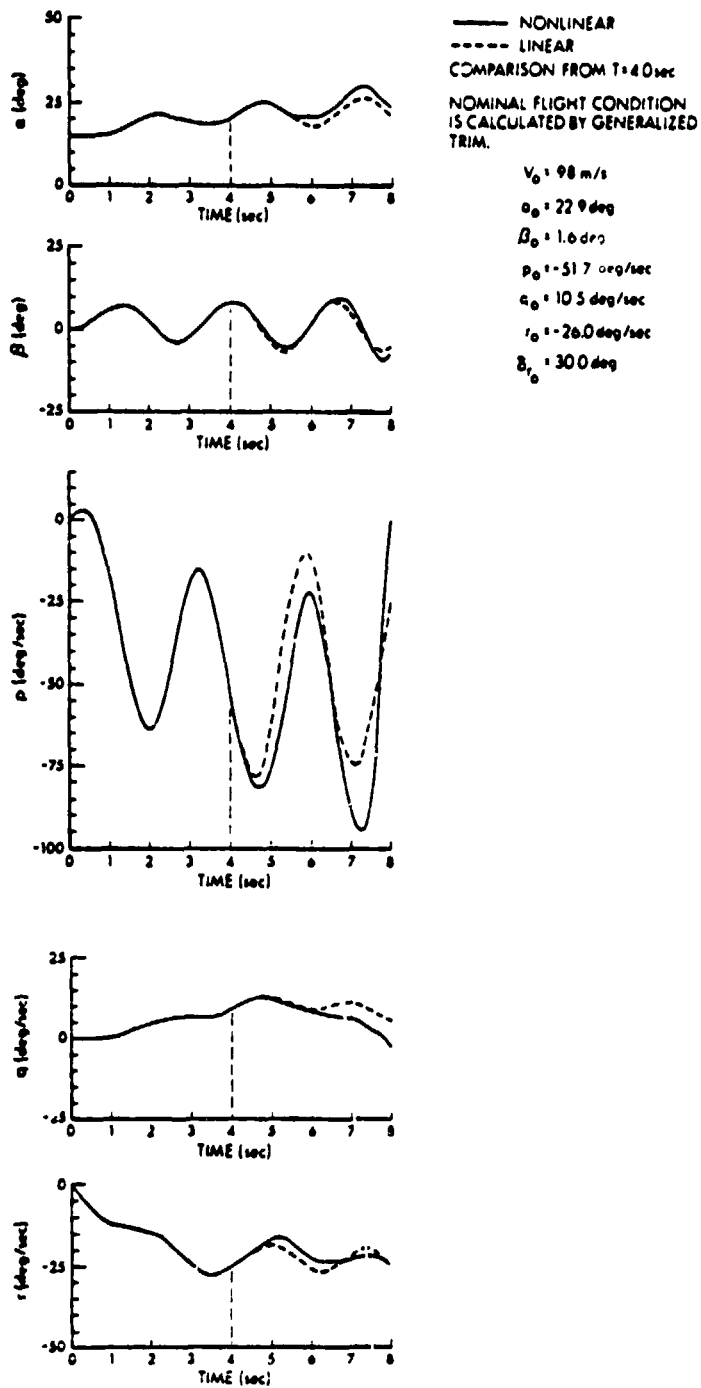 NONLINEAR
LINEAR
COMPARISON FROM T=4.0 sec
NOMINAL FLIGHT CONDITION
IS CALCULATED BY GENERALIZED
TRIM.
V₀ = 98 m/s
α₀ = 22.9 deg
β₀ = 1.6 deg
p₀ = -51.7 deg/sec
q₀ = 10.5 deg/sec
r₀ = -26.0 deg/sec
δr₀ = 30.0 deg
α (deg)
50
25
0
0 1 2 3 4 5 6 7 8
TIME (sec)
β (deg)
25
0
-25
0 1 2 3 4 5 6 7 8
TIME (sec)
p (deg/sec)
0
-25
-50
-75
-100
0 1 2 3 4 5 6 7 8
TIME (sec)
q (deg/sec)
25
0
-25
0 1 2 3 4 5 6 7 8
TIME (sec)
r (deg/sec)
0
-25
-50
0 1 2 3 4 5 6 7 8
TIME (sec)